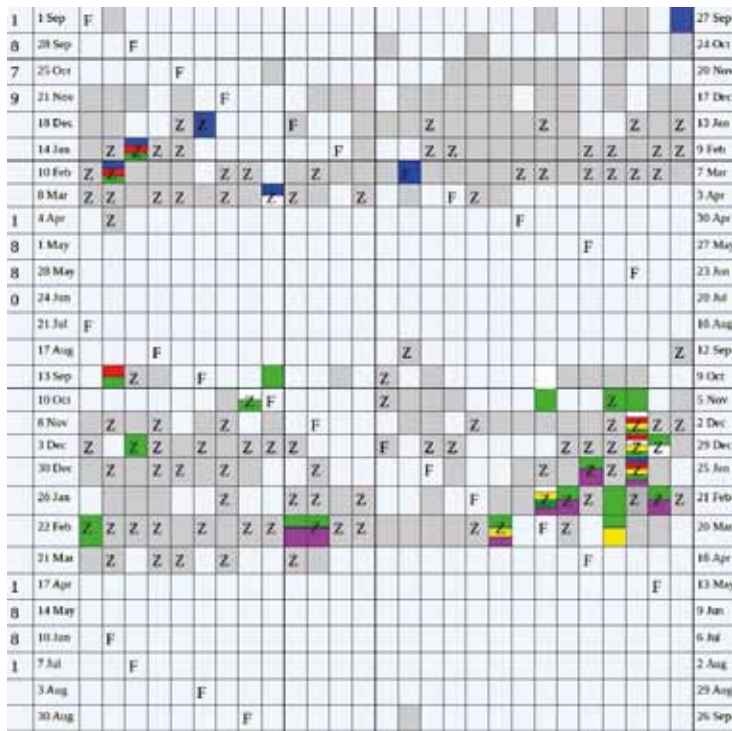 1 1 Sep F 27 Sep
8 28 Sep F 24 Oct
7 25 Oct F 20 Nov
9 21 Nov F 17 Dec
18 Dec Z Z F Z Z Z Z 13 Jan
14 Jan Z Z Z Z F Z Z Z Z Z Z 9 Feb
10 Feb Z Z Z Z Z F Z Z Z Z Z Z 7 Mar
8 Mar Z Z Z Z Z Z Z Z F Z 3 Apr
1 4 Apr Z F 30 Apr
8 1 May F 27 May
8 28 May F 23 Jun
0 24 Jun 20 Jul
21 Jul F 16 Aug
17 Aug F Z Z 12 Sep
13 Sep Z F Z 9 Oct
10 Oct Z F Z Z 5 Nov
6 Nov Z Z Z F Z Z Z Z Z 2 Dec
3 Dec Z Z Z Z Z Z Z F Z Z Z Z Z Z Z 29 Dec
30 Dec Z Z Z Z Z F Z Z Z Z 25 Jan
26 Jan Z Z Z Z F Z Z Z Z Z 21 Feb
22 Feb Z Z Z Z Z Z Z Z Z Z Z Z F Z 20 Mar
21 Mar Z Z Z Z Z F 16 Apr
1 17 Apr F 13 May
8 14 May 9 Jun
8 10 Jun F 6 Jul
1 7 Jul F 2 Aug
3 Aug F 29 Aug
30 Aug F 26 Sep